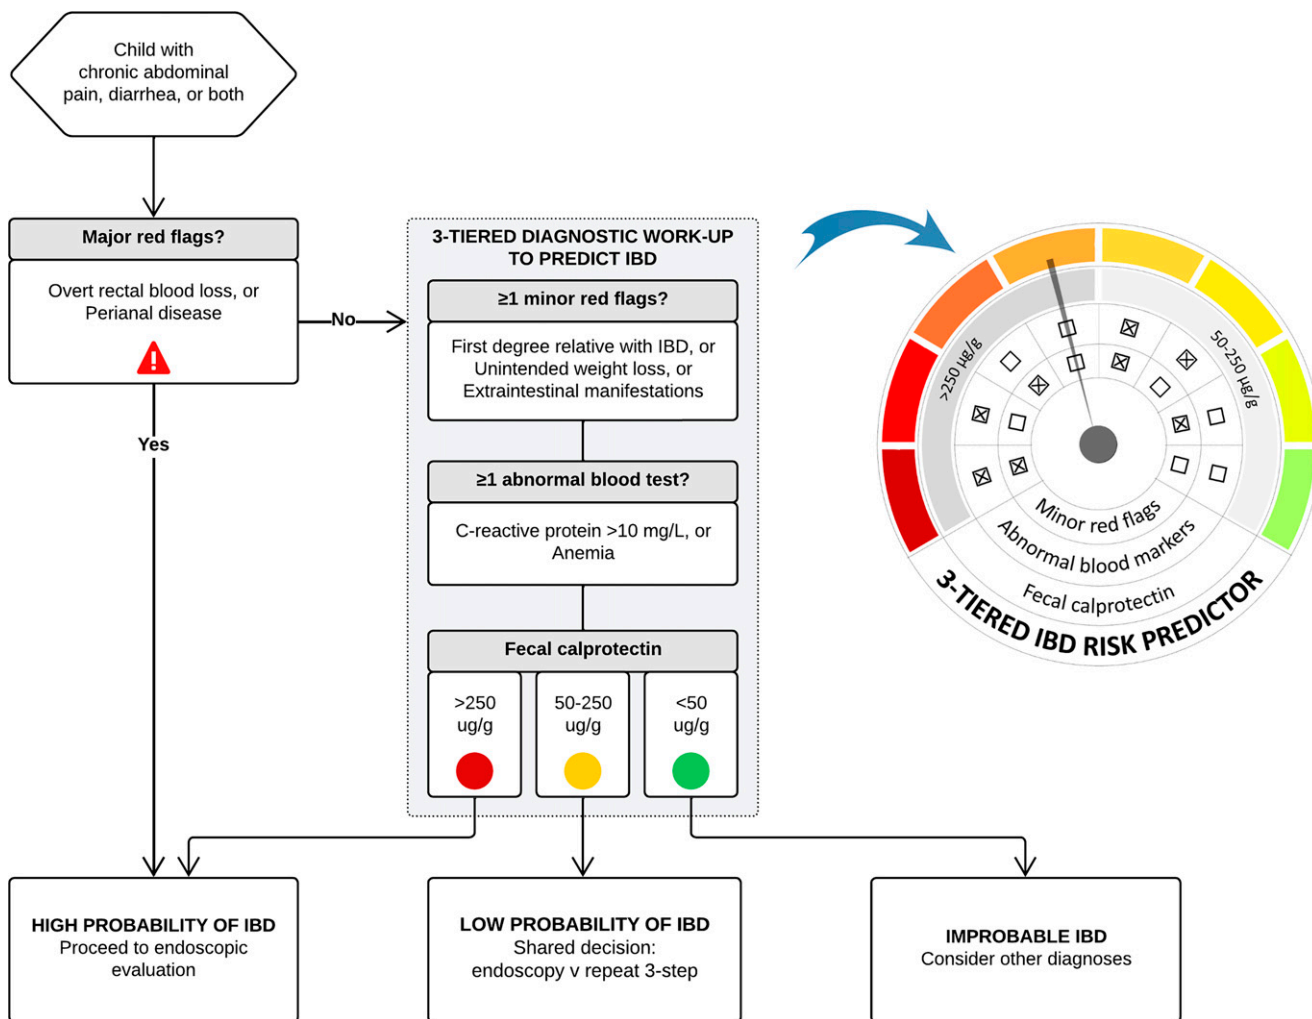 Child with
chronic abdominal
pain, diarrhea, or both
Major red flags?
Overt rectal blood loss, or
Perianal disease
No
Yes
3-TIERED DIAGNOSTIC WORK-UP
TO PREDICT IBD
≥1 minor red flags?
First degree relative with IBD, or
Unintended weight loss, or
Extraintestinal manifestations
≥1 abnormal blood test?
C-reactive protein >10 mg/L, or
Anemia
Fecal calprotectin
>250
ug/g
50-250
ug/g
<50
ug/g
HIGH PROBABILITY OF IBD
Proceed to endoscopic
evaluation
LOW PROBABILITY OF IBD
Shared decision:
endoscopy v repeat 3-step
IMPROBABLE IBD
Consider other diagnoses
>250 µg/g
50-250 µg/g
Minor red flags
Abnormal blood markers
Fecal calprotectin
3-TIERED IBD RISK PREDICTOR